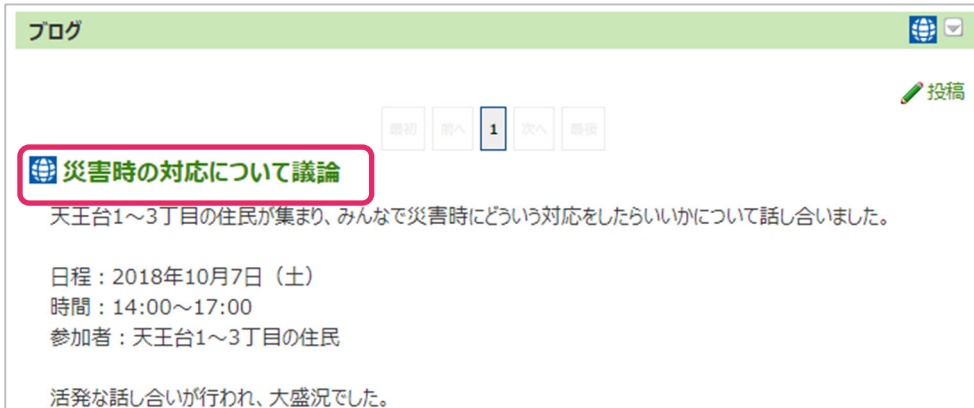 ブログ
投稿
最初 前へ 1 次へ 最後
災害時の対応について議論
天王台1～3丁目の住民が集まり、みんなで災害時にどういう対応をしたらいいかについて話し合いました。
日程：2018年10月7日（土）
時間：14:00～17:00
参加者：天王台1～3丁目の住民
活発な話し合いが行われ、大盛況でした。